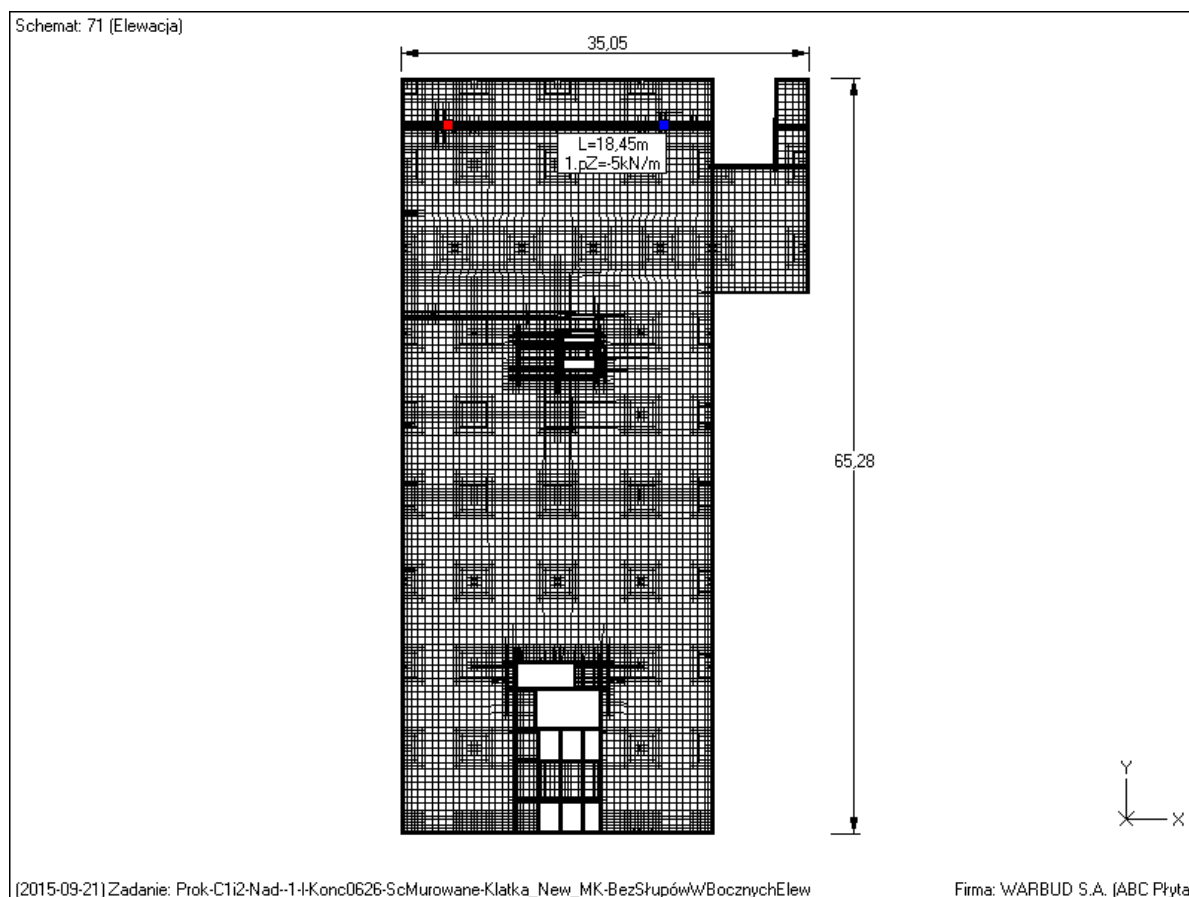 Schemat: 71 (Elewacja)
35,05
L=18,45m
1.pZ=-5kN/m
65,28
Y
X
(2015-09-21) Zadanie: Prok-C1i2-Nad--1-I-Konc0626-ScMurowane-Klatka_New_MK-BezSłupówWBocznychElew
Firma: WARBUD S.A. (ABC Płyta